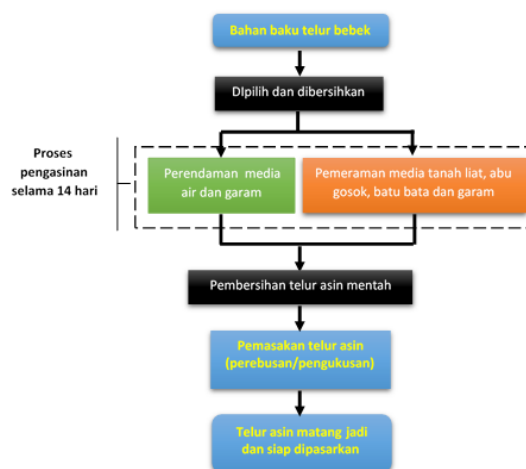 Bahan baku telur bebek
DIpilih dan dibersihkan
Proses
pengasinan
selama 14 hari
Perendaman media
air dan garam
Pemeraman media tanah liat, abu
gosok, batu bata dan garam
Pembersihan telur asin mentah
Pemasakan telur asin
(perebusan/pengukusan)
Telur asin matang jadi
dan siap dipasarkan